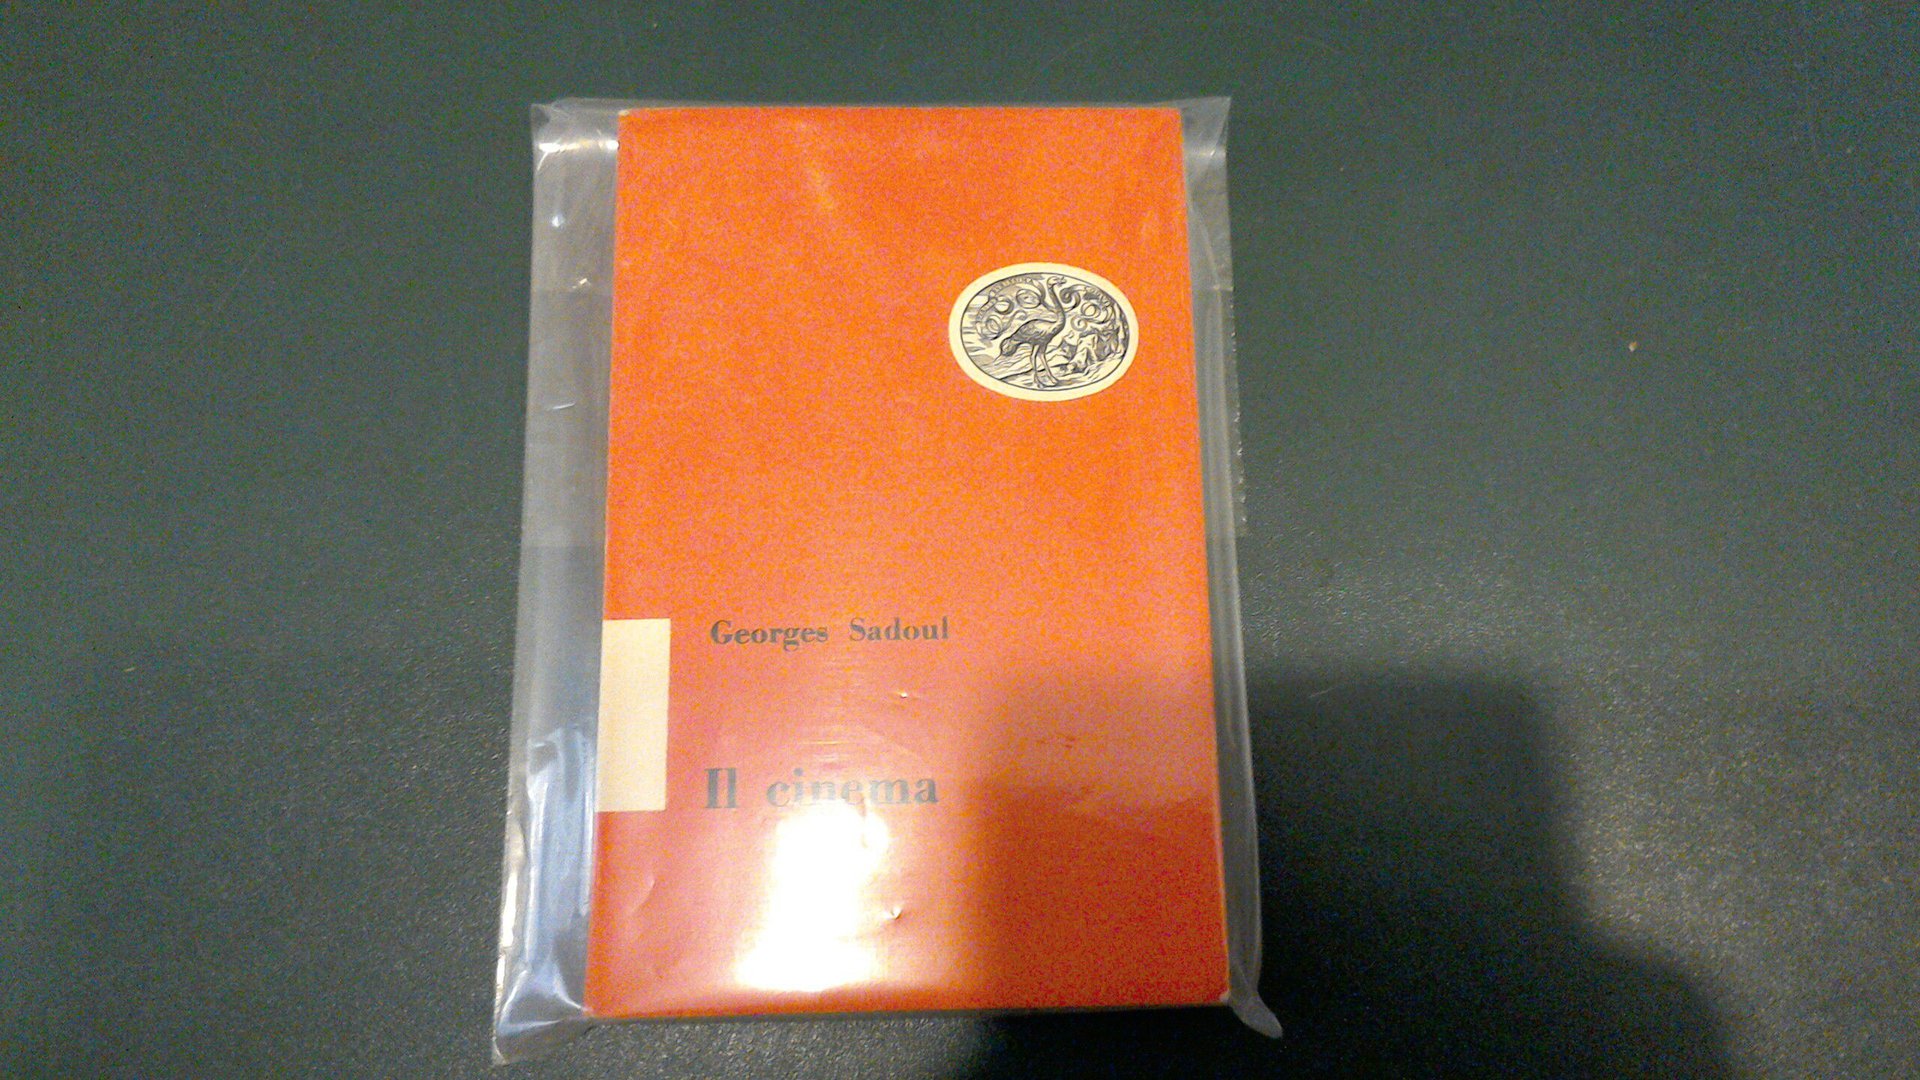 Georges Sadoul
Il cinema